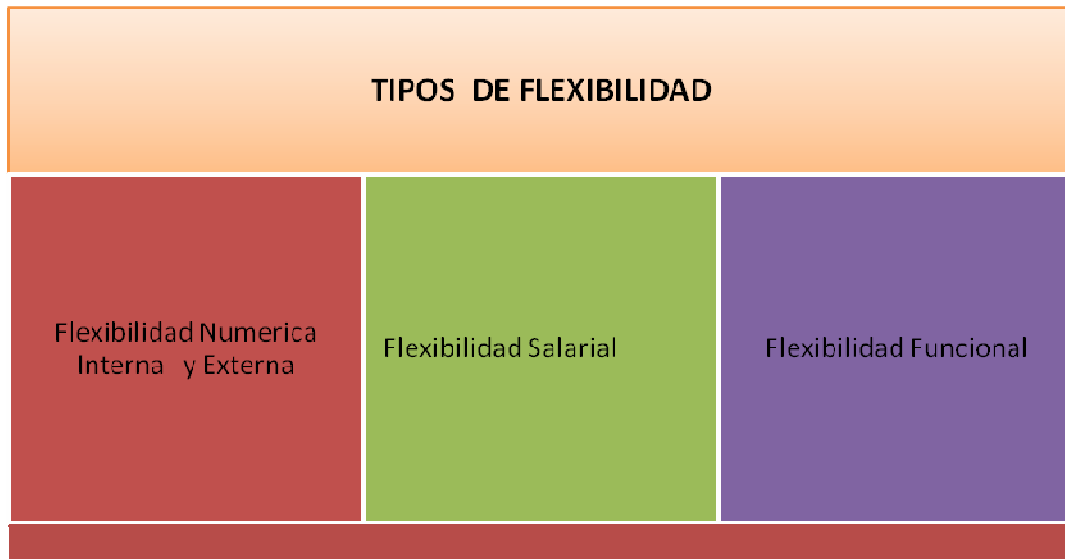 TIPOS DE FLEXIBILIDAD
Flexibilidad Numerica
Interna y Externa
Flexibilidad Salarial
Flexibilidad Funcional